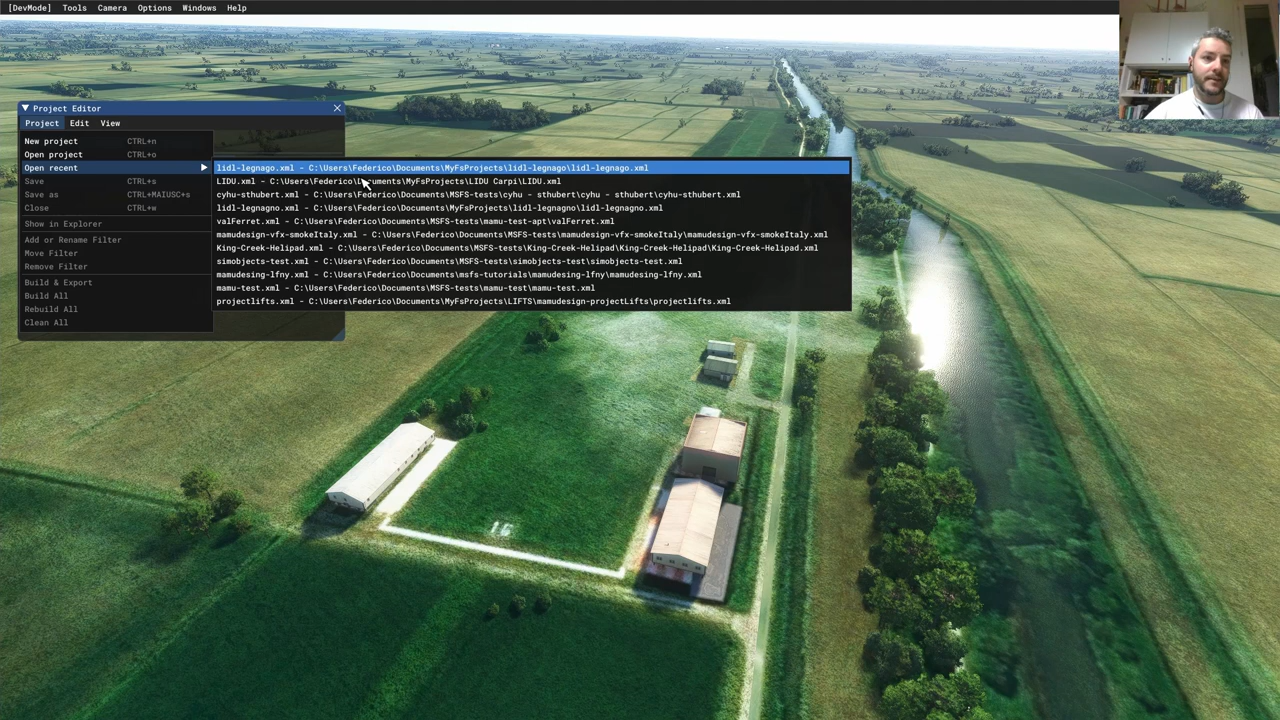 [DevMode] Tools Camera Options Windows Help
Project Editor
Project Edit View
New project CTRL+n
Open project CTRL+o
Open recent
Save CTRL+s
Save as CTRL+MAIUSC+s
Close CTRL+w
Show in Explorer
Add or Rename Filter
Move Filter
Remove Filter
Build & Export
Build All
Rebuild All
Clean All
lidl-legnago.xml - C:\Users\Federico\Documents\MyFsProjects\lidl-legnago\lidl-legnago.xml
LIDU.xml - C:\Users\Federico\Documents\MyFsProjects\LIDU Carpi\LIDU.xml
cyhu-sthubert.xml - C:\Users\Federico\Documents\MSFS-tests\cyhu - sthubert\cyhu - sthubert.xml
lidl-legnagno.xml - C:\Users\Federico\Documents\MyFsProjects\lidl-legnagno\lidl-legnagno.xml
valFerret.xml - C:\Users\Federico\Documents\MSFS-tests\mamu-test-apt\valFerret.xml
mamudesign-vfx-smokeItaly.xml - C:\Users\Federico\Documents\MSFS-tests\mamudesign-vfx-smokeItaly\mamudesign-vfx-smokeItaly.xml
King-Creek-Helipad.xml - C:\Users\Federico\Documents\MSFS-tests\King-Creek-Helipad\King-Creek-Helipad.xml
simobjects-test.xml - C:\Users\Federico\Documents\MSFS-tests\simobjects-test\simobjects-test.xml
mamudesing-lfny.xml - C:\Users\Federico\Documents\msfs-tutorials\mamudesing-lfny\mamudesing-lfny.xml
mamu-test.xml - C:\Users\Federico\Documents\MSFS-tests\mamu-test\mamu-test.xml
projectlifts.xml - C:\Users\Federico\Documents\MyFsProjects\LIFTS\mamudesign-projectLifts\projectlifts.xml
16